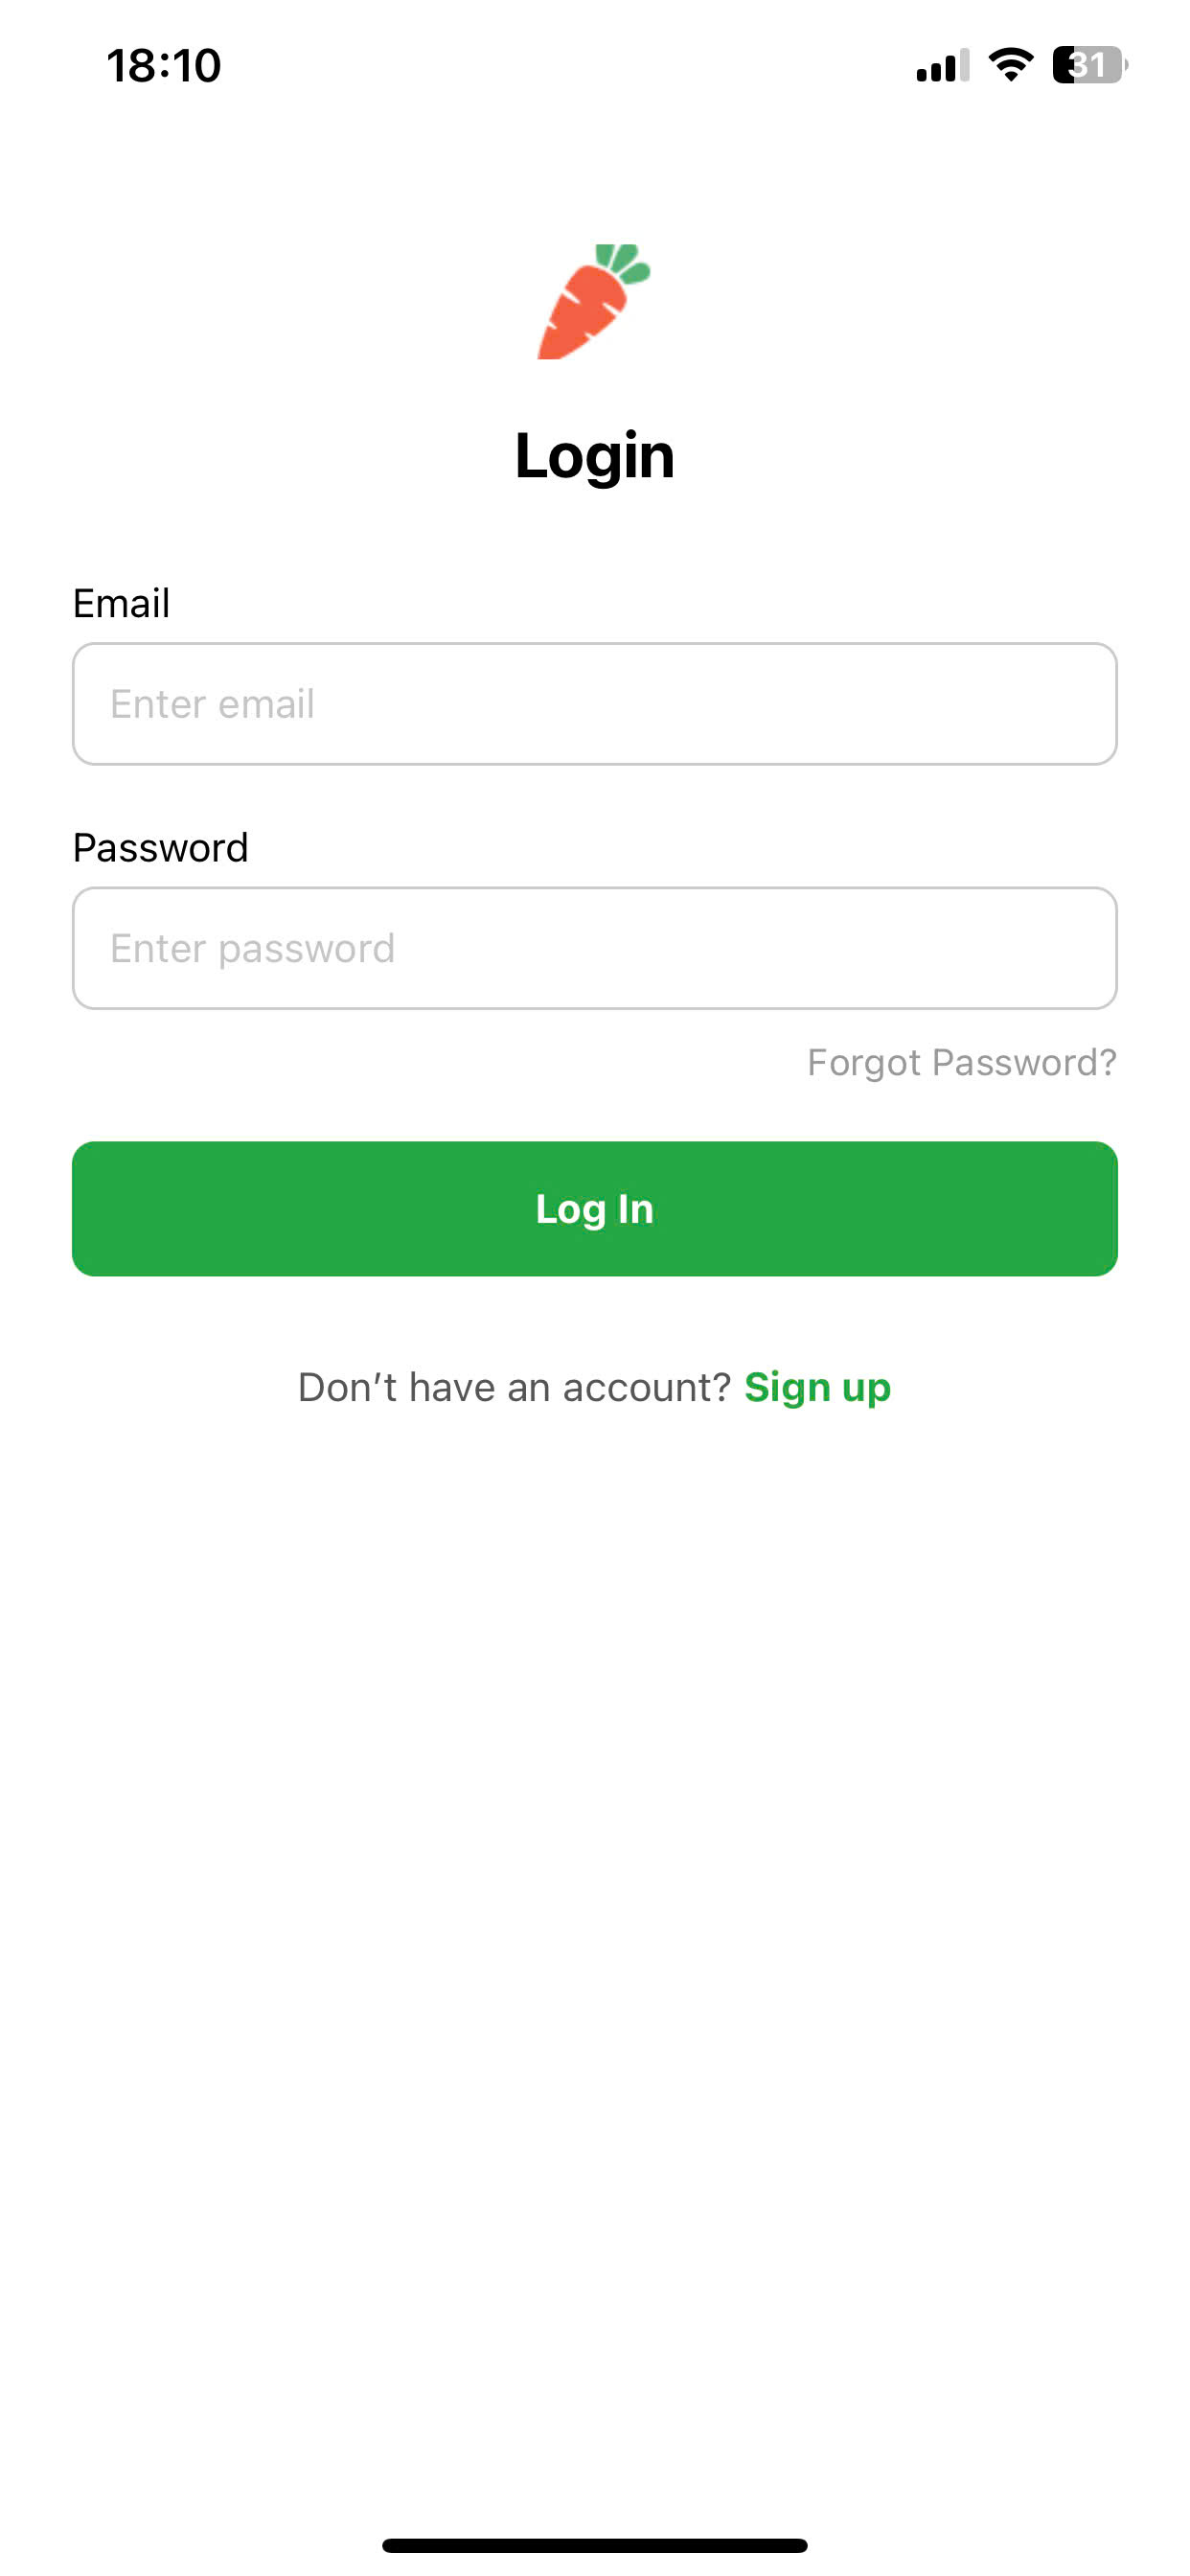 18:10
31
Login
Email
Enter email
Password
Enter password
Forgot Password?
Log In
Don’t have an account? Sign up